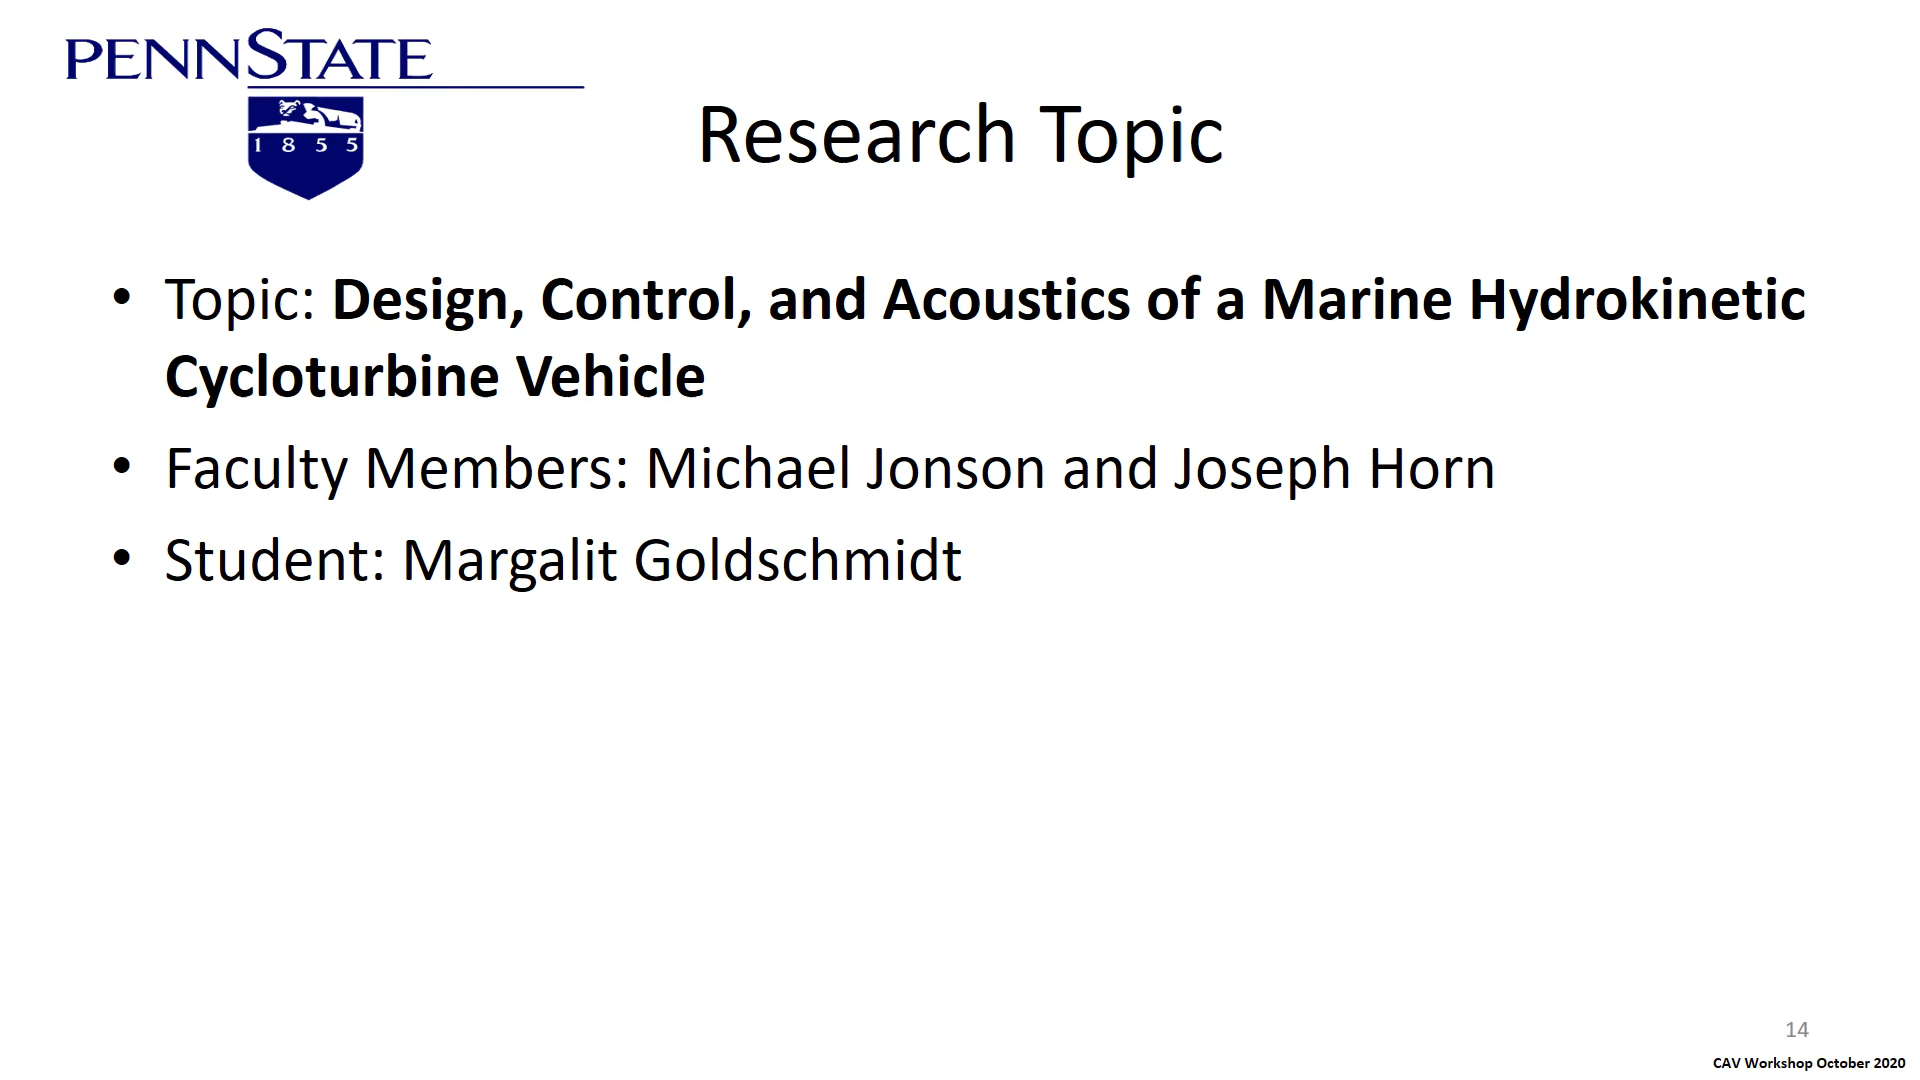 PENNSTATE
1855
Research Topic
• Topic: Design, Control, and Acoustics of a Marine Hydrokinetic
Cycloturbine Vehicle
• Faculty Members: Michael Jonson and Joseph Horn
• Student: Margalit Goldschmidt
14
CAV Workshop October 2020